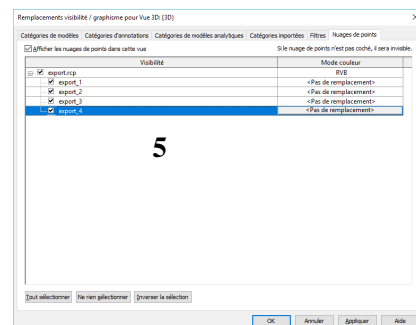 Remplacements visibilité / graphisme pour Vue 3D: {3D}
Catégories de modèles Catégories d'annotations Catégories de modèles analytiques Catégories importées Filtres Nuages de points
Afficher les nuages de points dans cette vue Si le nuage de points n'est pas coché, il sera invisible.
Visibilité Mode couleur
export.rcp RVB
export_1 <Pas de remplacement>
export_2 <Pas de remplacement>
export_3 <Pas de remplacement>
export_4 <Pas de remplacement>
5
Tout sélectionner Ne rien sélectionner Inverser la sélection
OK Annuler Appliquer Aide